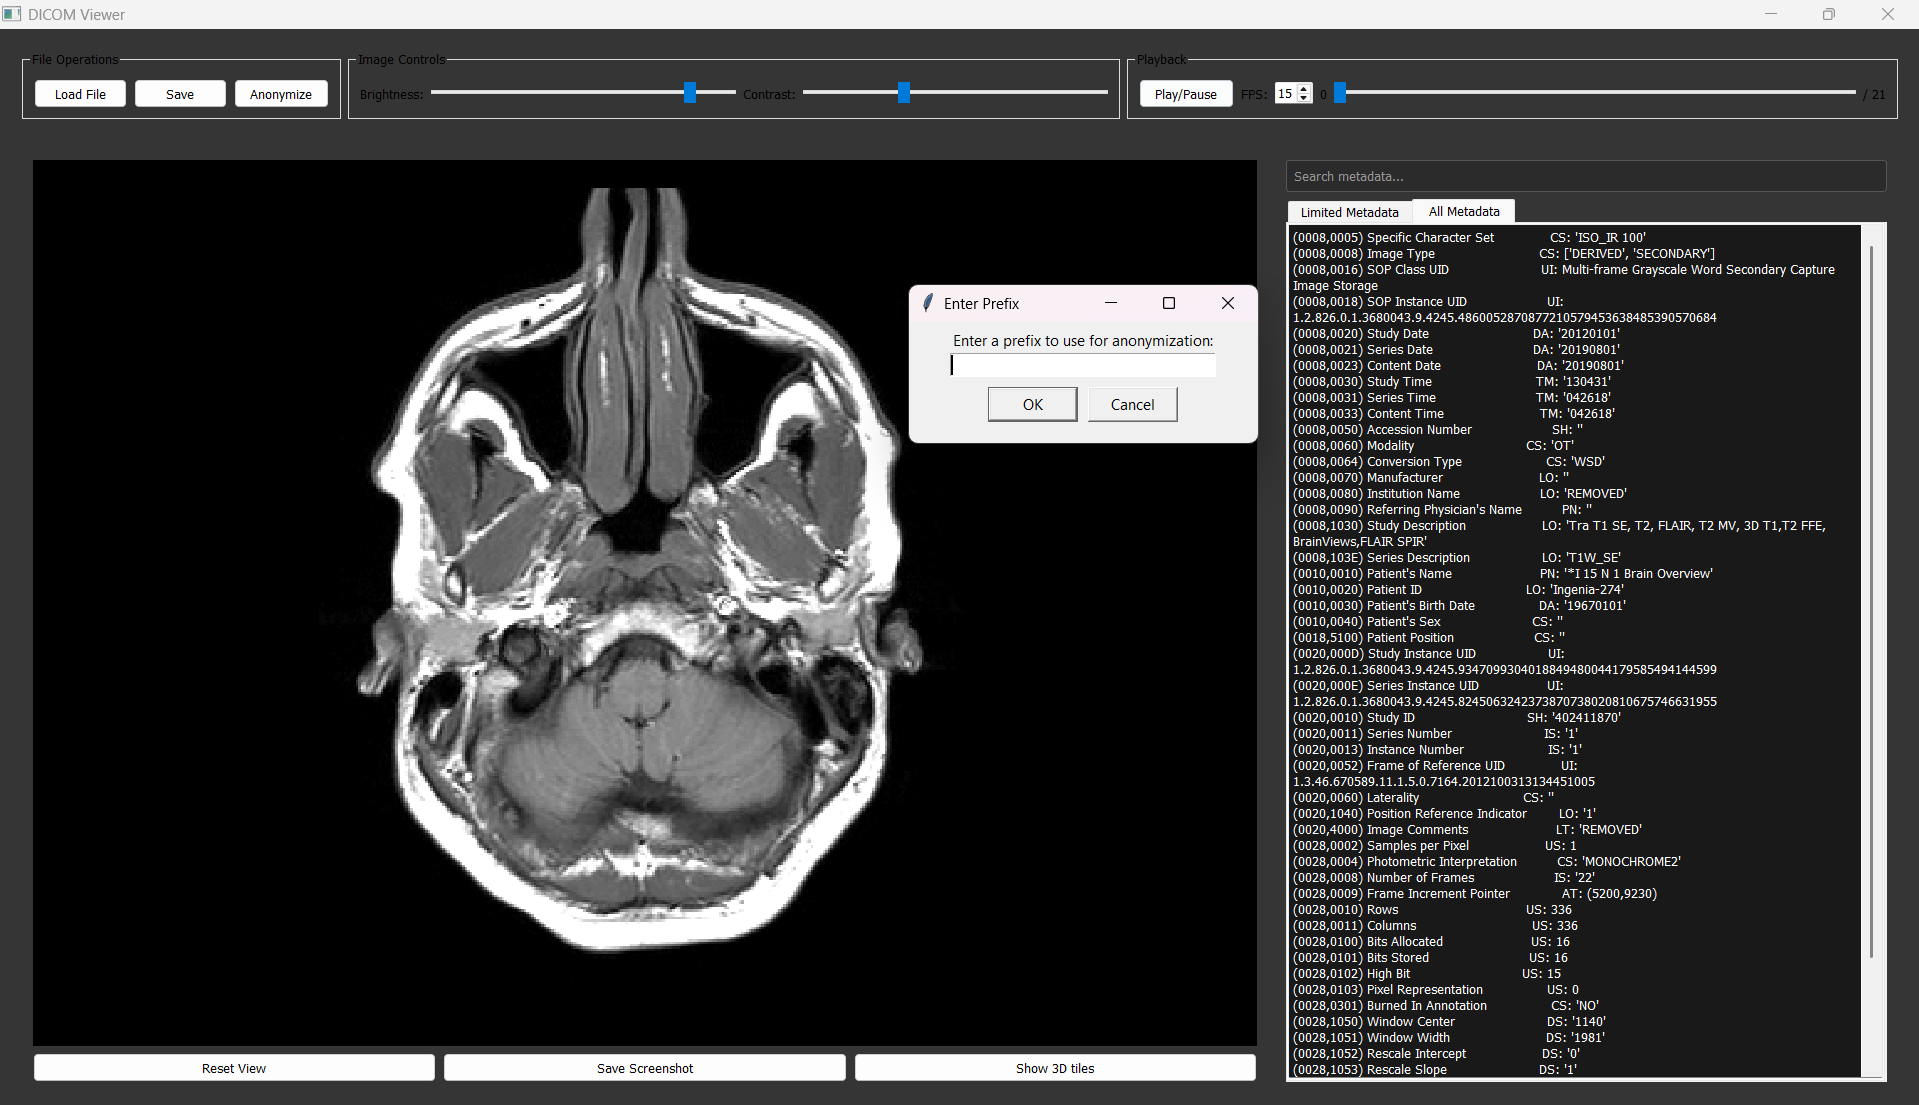 DICOM Viewer
File Operations
Load File Save Anonymize
Image Controls
Brightness: Contrast:
Playback
Play/Pause FPS: 15 0 / 21
Enter Prefix
Enter a prefix to use for anonymization:
OK Cancel
Reset View Save Screenshot Show 3D tiles
Search metadata...
Limited Metadata All Metadata
(0008,0005) Specific Character Set CS: 'ISO_IR 100'
(0008,0008) Image Type CS: ['DERIVED', 'SECONDARY']
(0008,0016) SOP Class UID UI: Multi-frame Grayscale Word Secondary Capture
Image Storage
(0008,0018) SOP Instance UID UI:
1.2.826.0.1.3680043.9.4245.4860052870877210579453638485390570684
(0008,0020) Study Date DA: '20120101'
(0008,0021) Series Date DA: '20190801'
(0008,0023) Content Date DA: '20190801'
(0008,0030) Study Time TM: '130431'
(0008,0031) Series Time TM: '042618'
(0008,0033) Content Time TM: '042618'
(0008,0050) Accession Number SH: ''
(0008,0060) Modality CS: 'OT'
(0008,0064) Conversion Type CS: 'WSD'
(0008,0070) Manufacturer LO: ''
(0008,0080) Institution Name LO: 'REMOVED'
(0008,0090) Referring Physician's Name PN: ''
(0008,1030) Study Description LO: 'Tra T1 SE, T2, FLAIR, T2 MV, 3D T1,T2 FFE,
BrainViews,FLAIR SPIR'
(0008,103E) Series Description LO: 'T1W_SE'
(0010,0010) Patient's Name PN: '*I 15 N 1 Brain Overview'
(0010,0020) Patient ID LO: 'Ingenia-274'
(0010,0030) Patient's Birth Date DA: '19670101'
(0010,0040) Patient's Sex CS: ''
(0018,5100) Patient Position CS: ''
(0020,000D) Study Instance UID UI:
1.2.826.0.1.3680043.9.4245.9347099304018849480044179585494144599
(0020,000E) Series Instance UID UI:
1.2.826.0.1.3680043.9.4245.8245063242373870738020810675746631955
(0020,0010) Study ID SH: '402411870'
(0020,0011) Series Number IS: '1'
(0020,0013) Instance Number IS: '1'
(0020,0052) Frame of Reference UID UI:
1.3.46.670589.11.1.5.0.7164.2012100313134451005
(0020,0060) Laterality CS: ''
(0020,1040) Position Reference Indicator LO: '1'
(0020,4000) Image Comments LT: 'REMOVED'
(0028,0002) Samples per Pixel US: 1
(0028,0004) Photometric Interpretation CS: 'MONOCHROME2'
(0028,0008) Number of Frames IS: '22'
(0028,0009) Frame Increment Pointer AT: (5200,9230)
(0028,0010) Rows US: 336
(0028,0011) Columns US: 336
(0028,0100) Bits Allocated US: 16
(0028,0101) Bits Stored US: 16
(0028,0102) High Bit US: 15
(0028,0103) Pixel Representation US: 0
(0028,0301) Burned In Annotation CS: 'NO'
(0028,1050) Window Center DS: '1140'
(0028,1051) Window Width DS: '1981'
(0028,1052) Rescale Intercept DS: '0'
(0028,1053) Rescale Slope DS: '1'